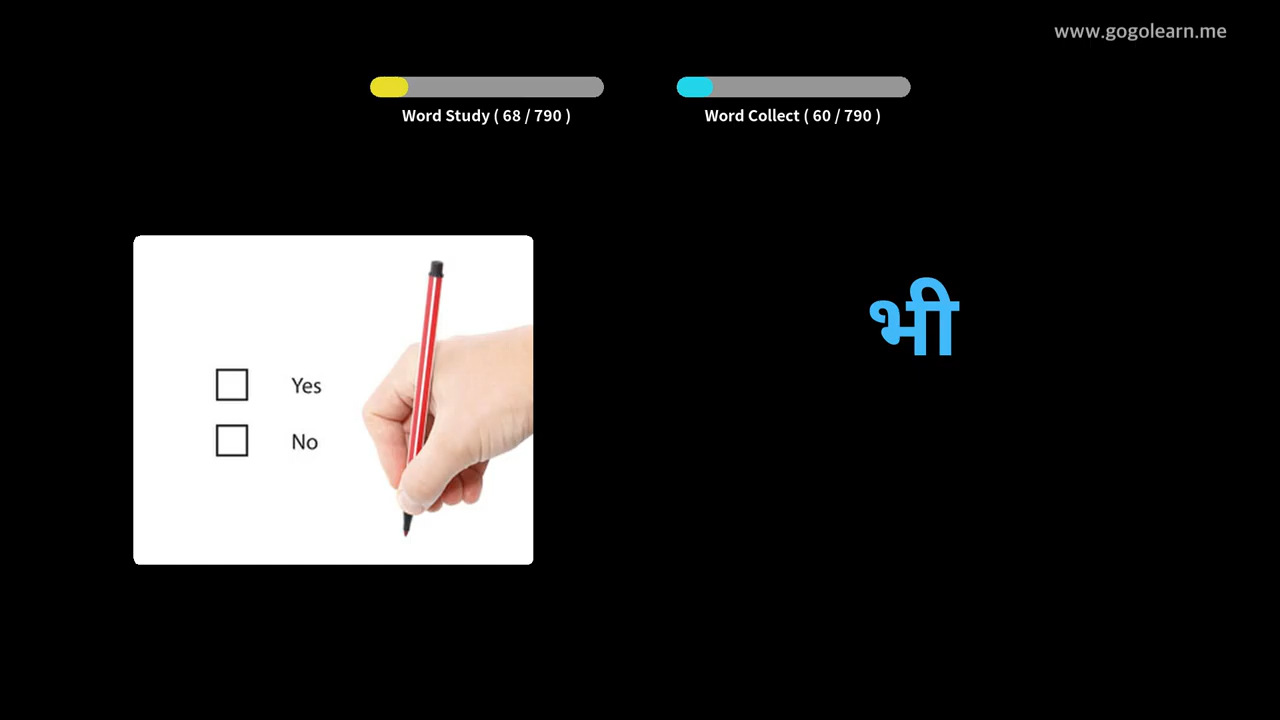 www.gogolearn.me
Word Study ( 68 / 790 )
Word Collect ( 60 / 790 )
भी
Yes
No